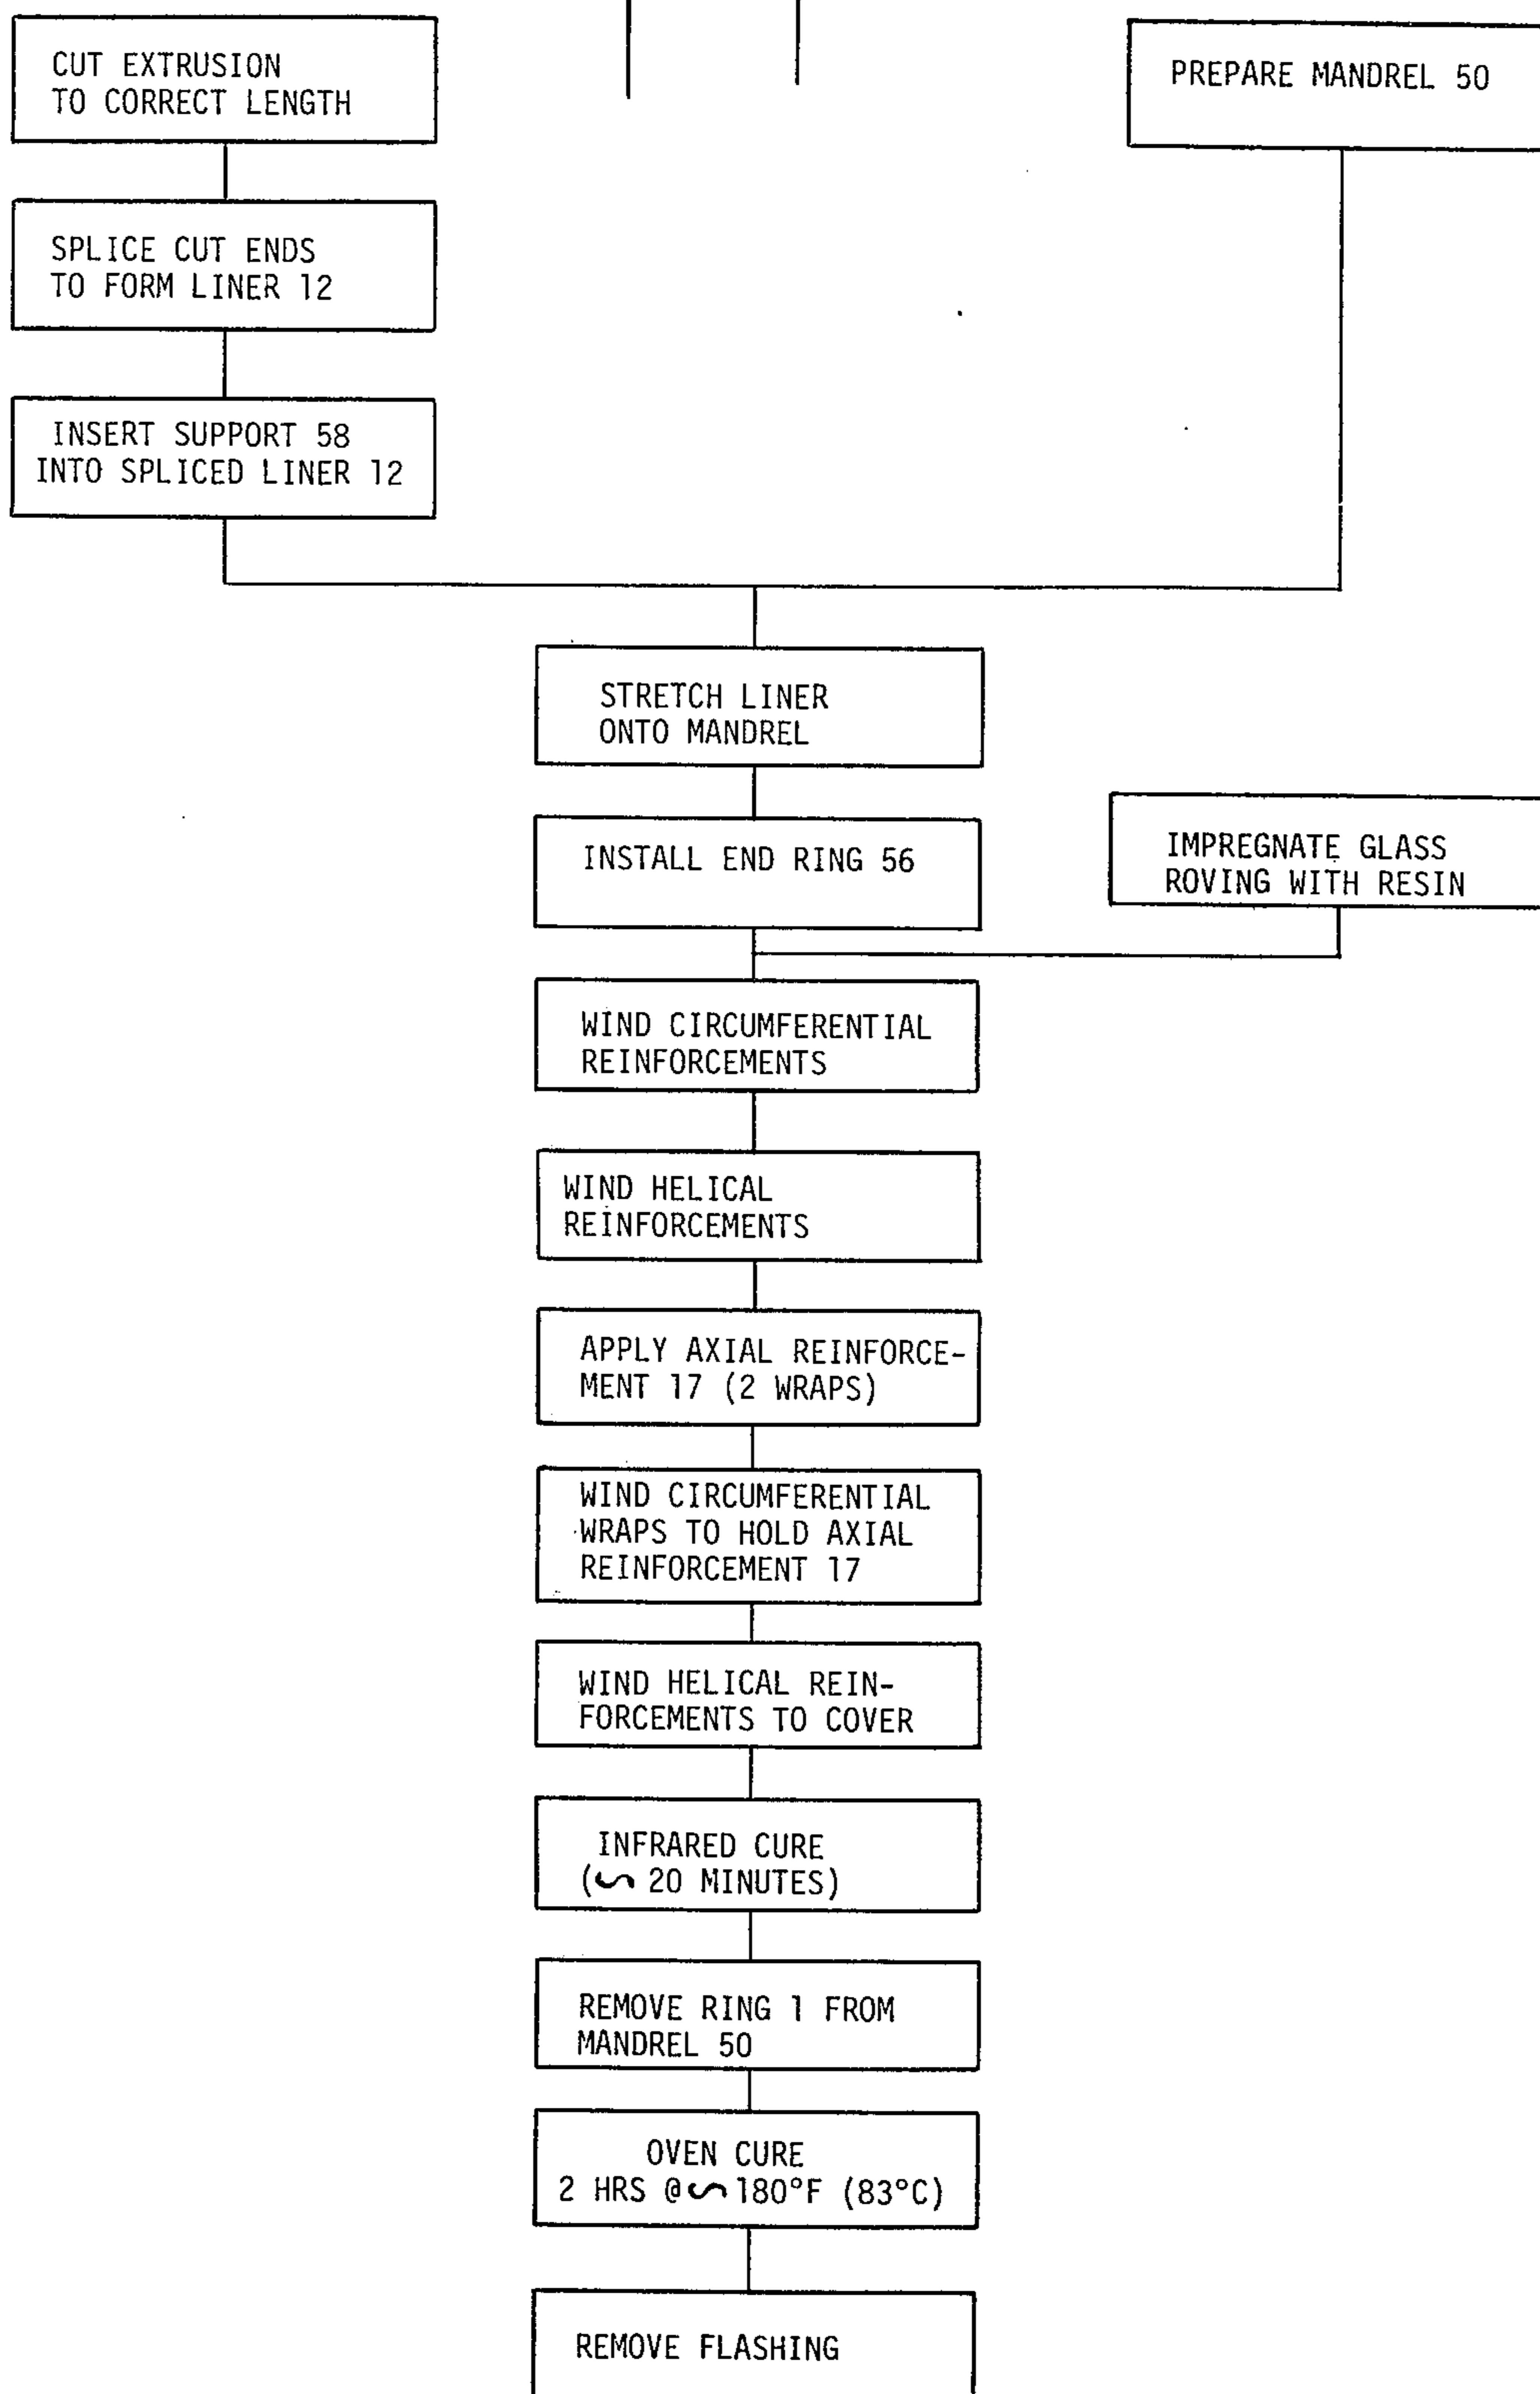 CUT EXTRUSION
TO CORRECT LENGTH
PREPARE MANDREL 50
SPLICE CUT ENDS
TO FORM LINER 12
INSERT SUPPORT 58
INTO SPLICED LINER 12
STRETCH LINER
ONTO MANDREL
INSTALL END RING 56
IMPREGNATE GLASS
ROVING WITH RESIN
WIND CIRCUMFERENTIAL
REINFORCEMENTS
WIND HELICAL
REINFORCEMENTS
APPLY AXIAL REINFORCE-
MENT 17 (2 WRAPS)
WIND CIRCUMFERENTIAL
WRAPS TO HOLD AXIAL
REINFORCEMENT 17
WIND HELICAL REIN-
FORCEMENTS TO COVER
INFRARED CURE
(∽ 20 MINUTES)
REMOVE RING 1 FROM
MANDREL 50
OVEN CURE
2 HRS @∽180°F (83°C)
REMOVE FLASHING